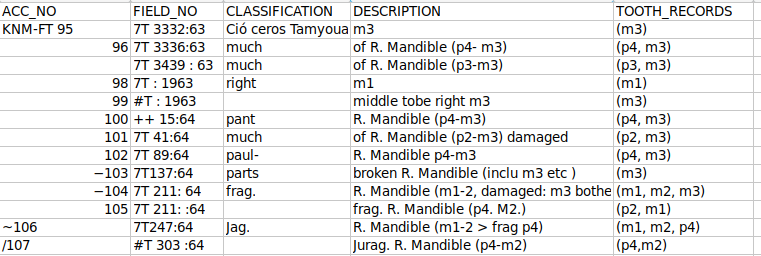 ACC_NO FIELD_NO CLASSIFICATION DESCRIPTION TOOTH_RECORDS
KNM-FT 95 7T 3332:63 Ció ceros Tamyoua m3 (m3)
96 7T 3336:63 much of R. Mandible (p4- m3) (p4, m3)
7T 3439 : 63 much of R. Mandible (p3-m3) (p3, m3)
98 7T : 1963 right m1 (m1)
99 #T : 1963 middle tobe right m3 (m3)
100 ++ 15:64 pant R. Mandible (p4-m3) (p4, m3)
101 7T 41:64 much of R. Mandible (p2-m3) damaged (p2, m3)
102 7T 89:64 paul- R. Mandible p4-m3 (p4, m3)
−103 7T137:64 parts broken R. Mandible (inclu m3 etc ) (m3)
−104 7T 211: 64 frag. R. Mandible (m1-2, damaged: m3 bothe (m1, m2, m3)
105 7T 211: :64 frag. R. Mandible (p4. M2.) (p2, m1)
~106 7T247:64 Jag. R. Mandible (m1-2 > frag p4) (m1, m2, p4)
/107 #T 303 :64 Jurag. R. Mandible (p4-m2) (p4,m2)